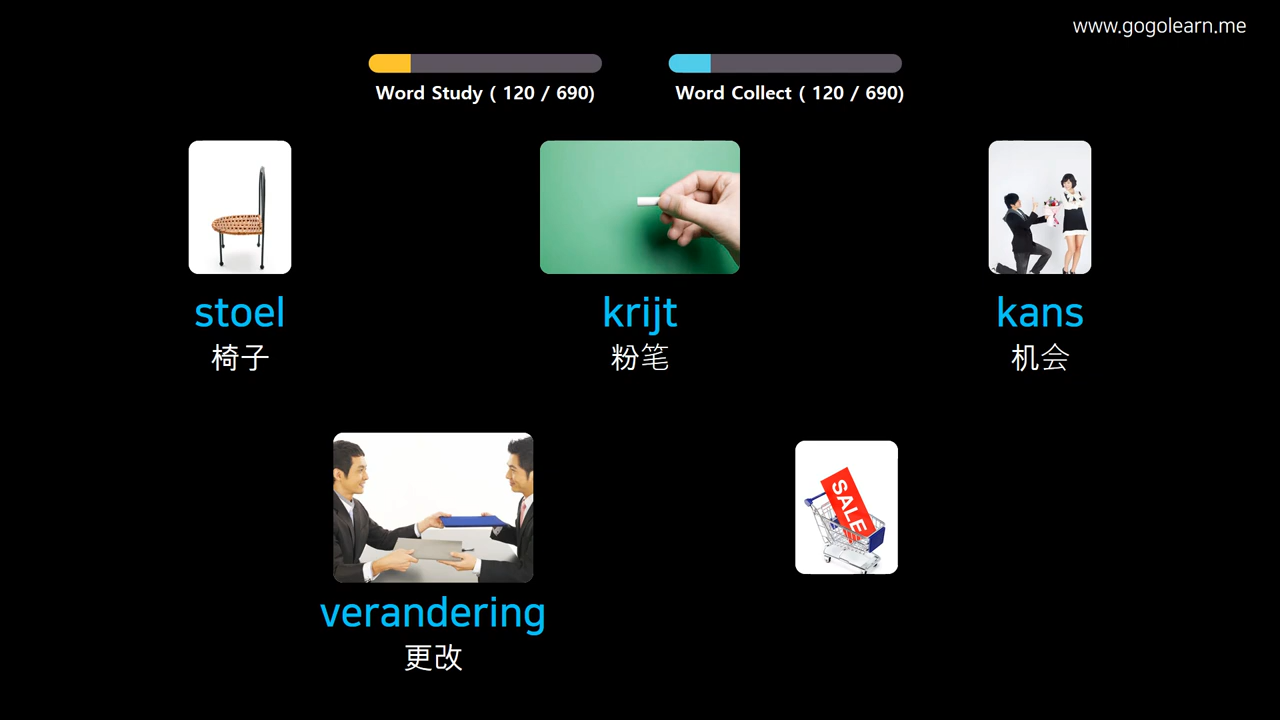 www.gogolearn.me
Word Study ( 120 / 690)
Word Collect ( 120 / 690)
stoel
椅子
krijt
粉笔
kans
机会
verandering
更改
SALE